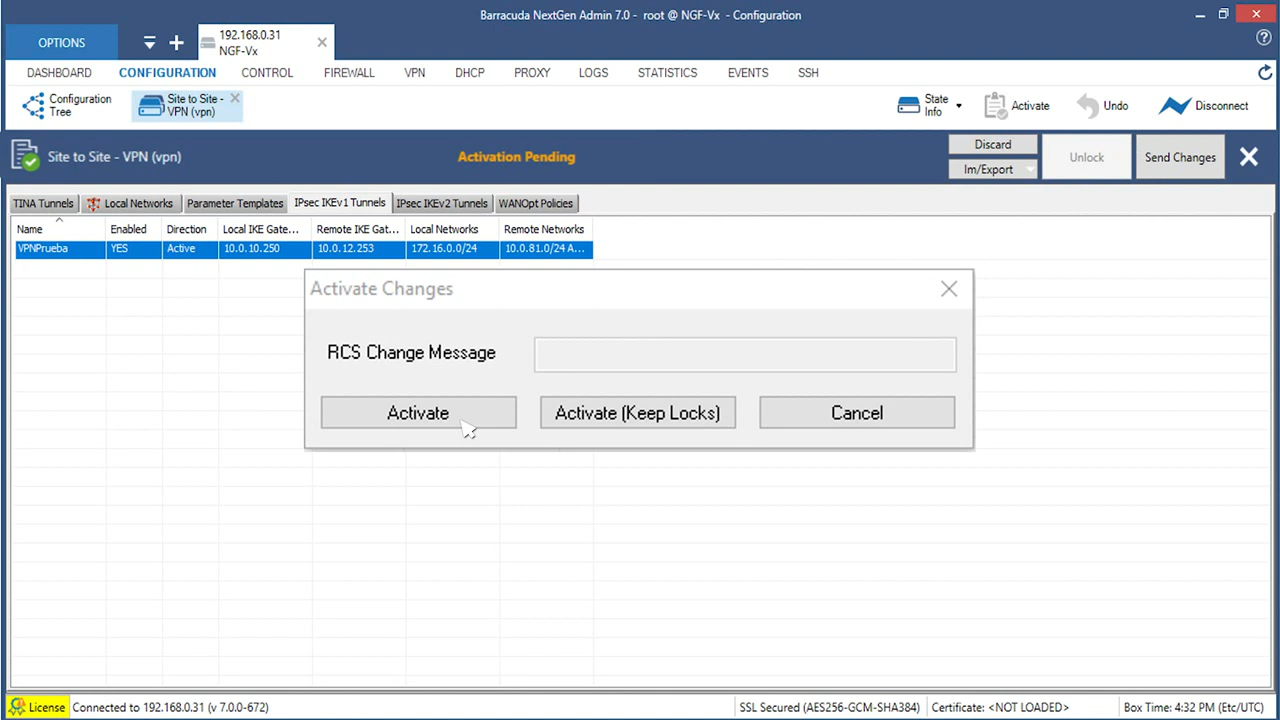 Barracuda NextGen Admin 7.0 - root @ NGF-Vx - Configuration
OPTIONS
192.168.0.31
NGF-Vx
DASHBOARD CONFIGURATION CONTROL FIREWALL VPN DHCP PROXY LOGS STATISTICS EVENTS SSH
Configuration
Tree
Site to Site -
VPN (vpn)
State
Info
Activate
Undo
Disconnect
Site to Site - VPN (vpn)
Activation Pending
Discard
Im/Export
Unlock
Send Changes
TINA Tunnels Local Networks Parameter Templates IPsec IKEv1 Tunnels IPsec IKEv2 Tunnels WANOpt Policies
Name Enabled Direction Local IKE Gate... Remote IKE Gat... Local Networks Remote Networks
VPNPrueba YES Active 10.0.10.250 10.0.12.253 172.16.0.0/24 10.0.81.0/24 A...
Activate Changes
RCS Change Message
Activate Activate (Keep Locks) Cancel
License Connected to 192.168.0.31 (v 7.0.0-672) SSL Secured (AES256-GCM-SHA384) Certificate: <NOT LOADED> Box Time: 4:32 PM (Etc/UTC)